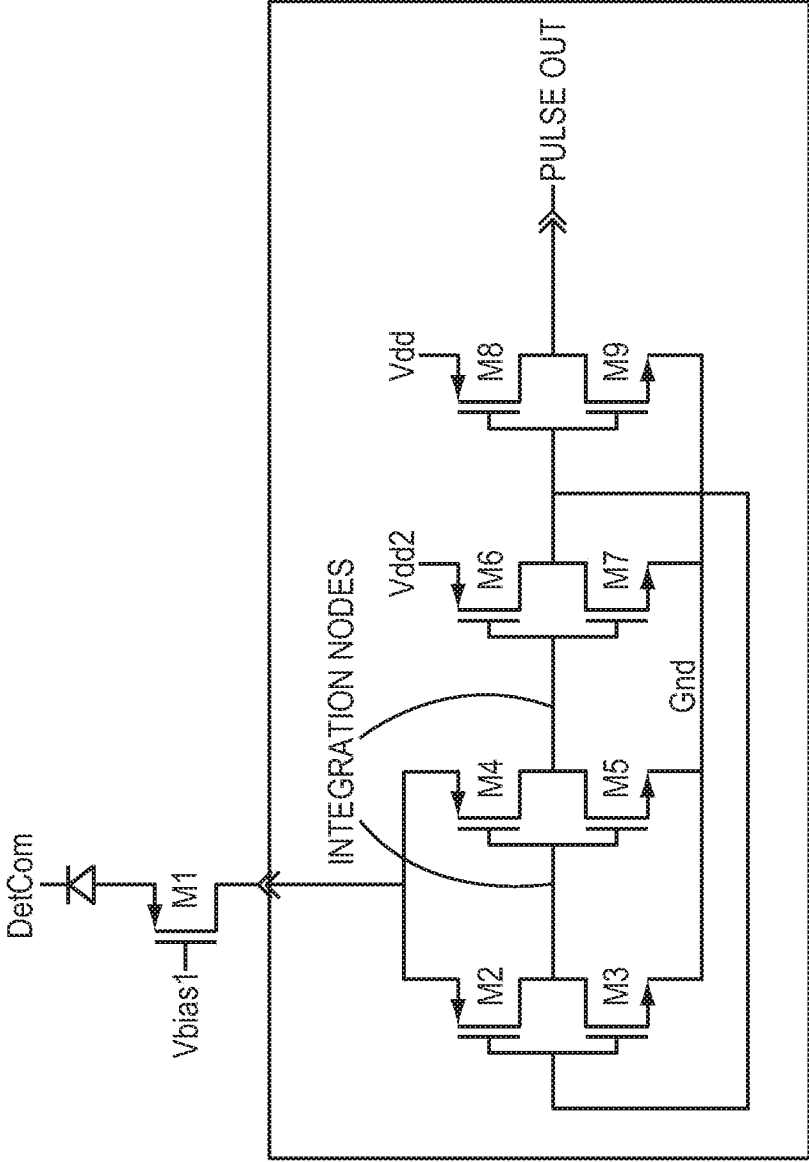 DetCom
Vbias1
M1
INTEGRATION NODES
Vdd2
Vdd
M2
M4
M6
M8
PULSE OUT
M3
M5
M7
M9
Gnd